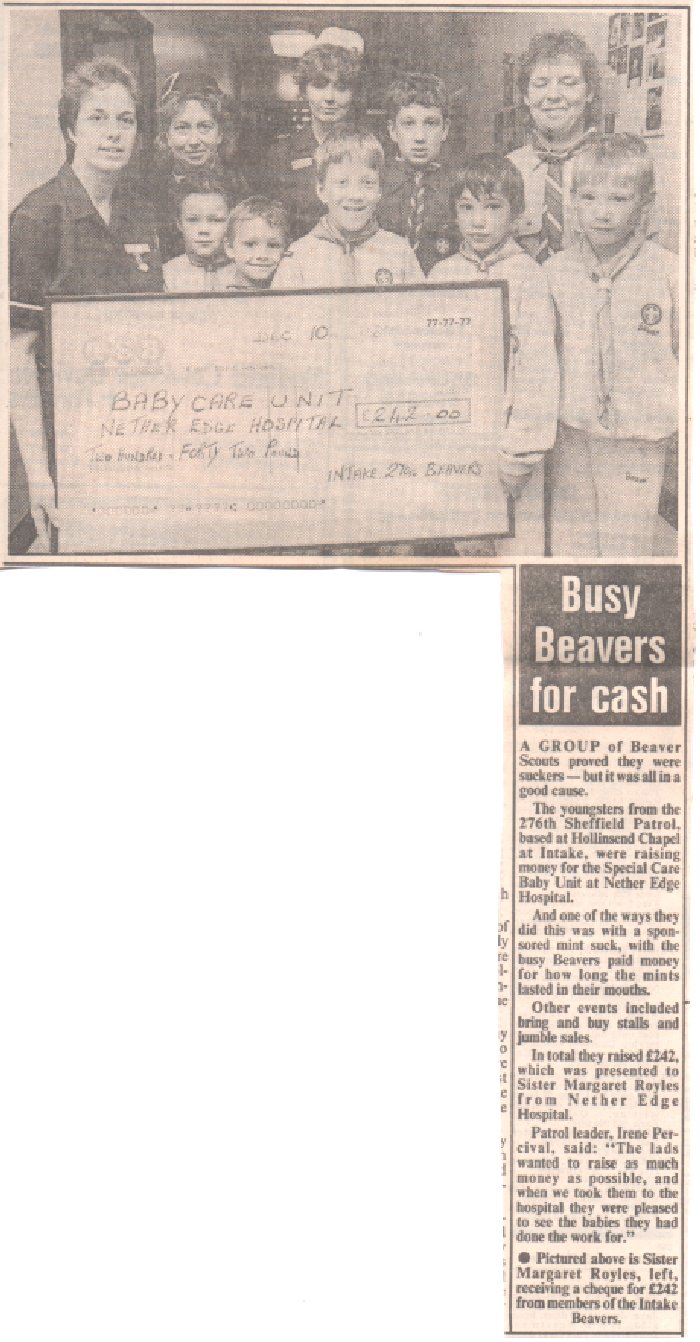 DEC 10
77-77-77
BABY CARE UNIT
NETHER EDGE HOSPITAL
£242-00
TWO HUNDRED - FORTY TWO POUND
INTAKE 276th BEAVERS
Busy
Beavers
for cash
A GROUP of Beaver
Scouts proved they were
suckers — but it was all in a
good cause.
The youngsters from the
276th Sheffield Patrol,
based at Hollinsend Chapel
at Intake, were raising
money for the Special Care
Baby Unit at Nether Edge
Hospital.
And one of the ways they
did this was with a spon-
sored mint suck, with the
busy Beavers paid money
for how long the mints
lasted in their mouths.
Other events included
bring and buy stalls and
jumble sales.
In total they raised £242,
which was presented to
Sister Margaret Royles
from Nether Edge
Hospital.
Patrol leader, Irene Per-
cival, said: “The lads
wanted to raise as much
money as possible, and
when we took them to the
hospital they were pleased
to see the babies they had
done the work for.”
● Pictured above is Sister
Margaret Royles, left,
receiving a cheque for £242
from members of the Intake
Beavers.